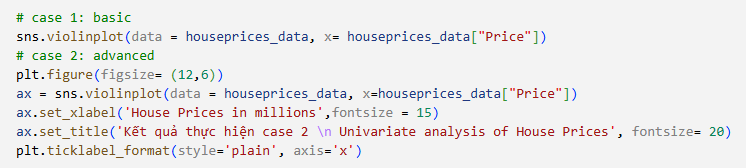 # case 1: basic
sns.violinplot(data = houseprices_data, x= houseprices_data["Price"])
# case 2: advanced
plt.figure(figsize= (12,6))
ax = sns.violinplot(data = houseprices_data, x=houseprices_data["Price"])
ax.set_xlabel('House Prices in millions',fontsize = 15)
ax.set_title('Kết quả thực hiện case 2 \n Univariate analysis of House Prices', fontsize= 20)
plt.ticklabel_format(style='plain', axis='x')